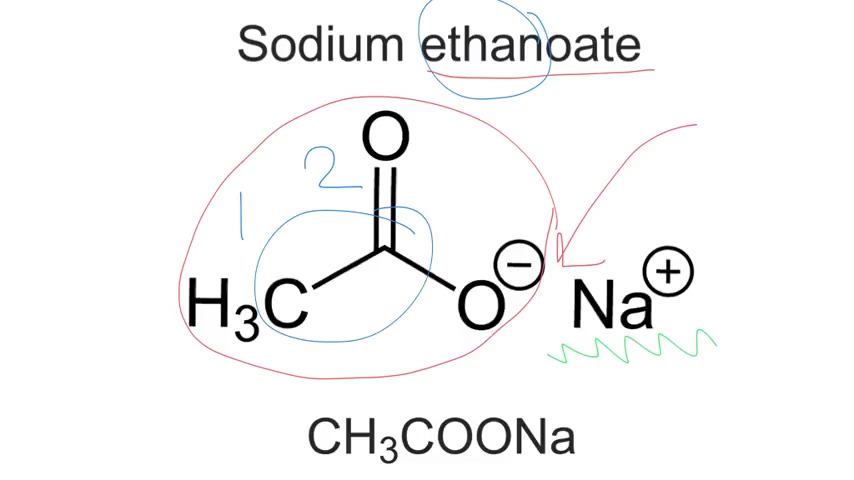 Sodium ethanoate
O
1 2
H₃C O⊖ Na⊕
CH₃COONa